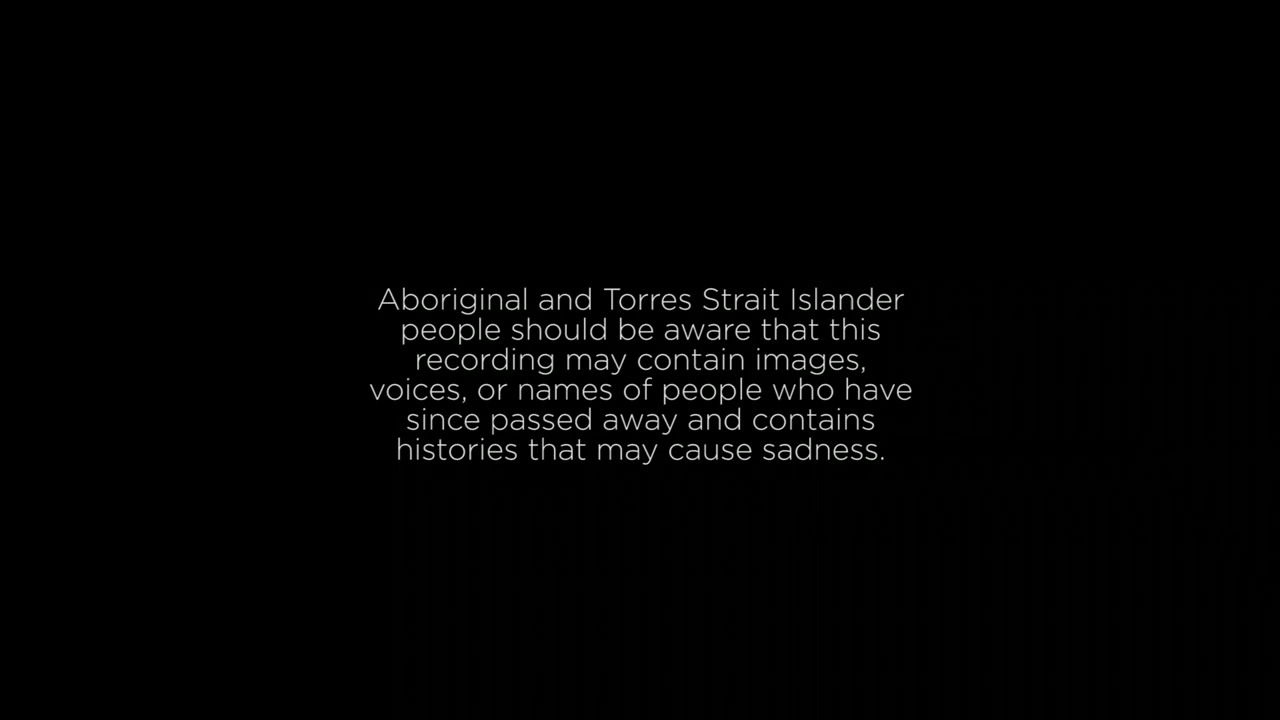 Aboriginal and Torres Strait Islander
people should be aware that this
recording may contain images,
voices, or names of people who have
since passed away and contains
histories that may cause sadness.